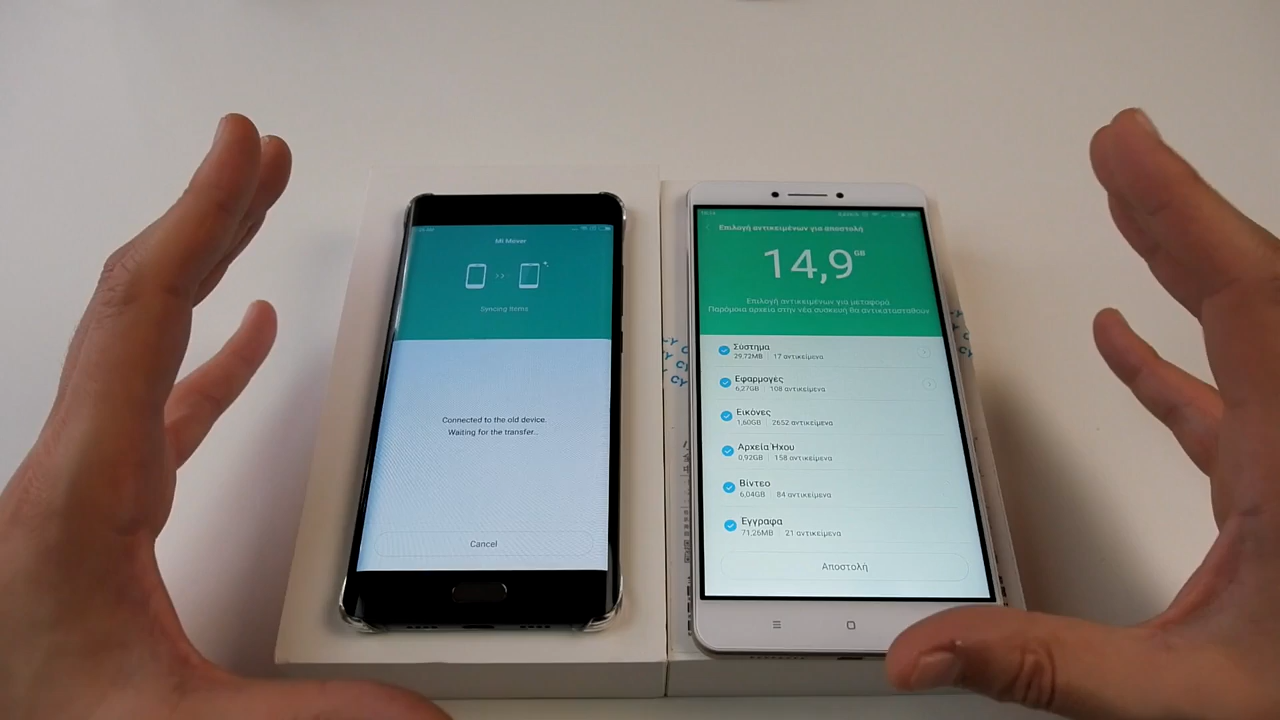 Mi Mover
Syncing items
Connected to the old device.
Waiting for the transfer...
Cancel
Επιλογή αντικειμένων για αποστολή
14,9 GB
Επιλογή αντικειμένων για μεταφορά
Παρόμοια αρχεία στην νέα συσκευή θα αντικατασταθούν
Σύστημα
29,72MB | 17 αντικείμενα
Εφαρμογές
6,27GB | 108 αντικείμενα
Εικόνες
1,60GB | 2652 αντικείμενα
Αρχεία Ήχου
0,92GB | 158 αντικείμενα
Βίντεο
6,04GB | 84 αντικείμενα
Έγγραφα
71,26MB | 21 αντικείμενα
Αποστολή